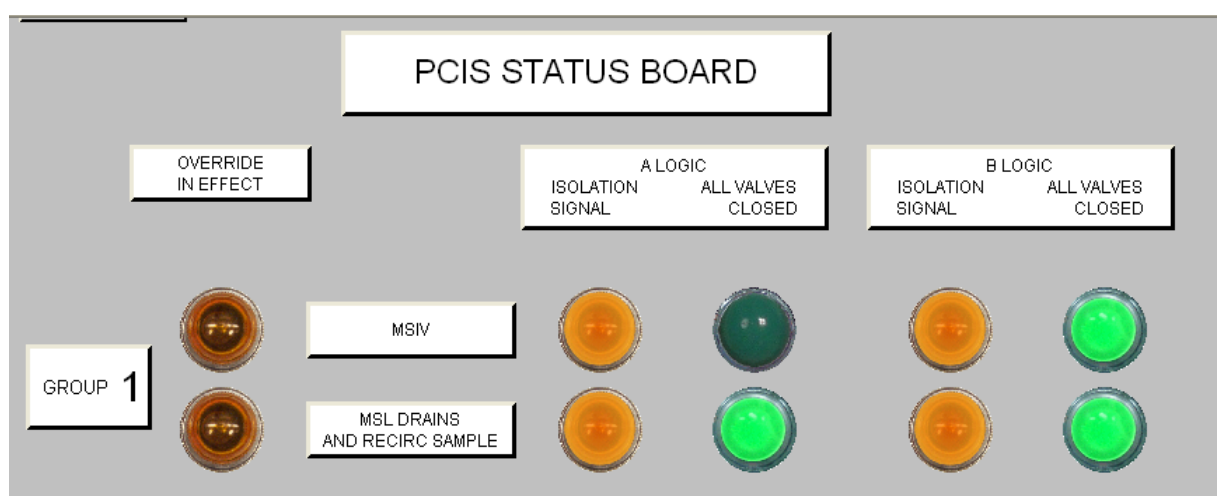 PCIS STATUS BOARD
OVERRIDE
IN EFFECT
A LOGIC
ISOLATION ALL VALVES
SIGNAL CLOSED
B LOGIC
ISOLATION ALL VALVES
SIGNAL CLOSED
MSIV
GROUP 1
MSL DRAINS
AND RECIRC SAMPLE